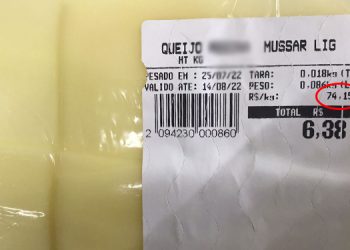 QUEIJO MUSSAR LIG
HT KG
PESADO EM : 25/07/22 TARA: 0.018kg (T
VALIDO ATE: 14/08/22 PESO: 0.086kg (L
R$/kg: 74,15
TOTAL R$
6,38
2 094230 000860